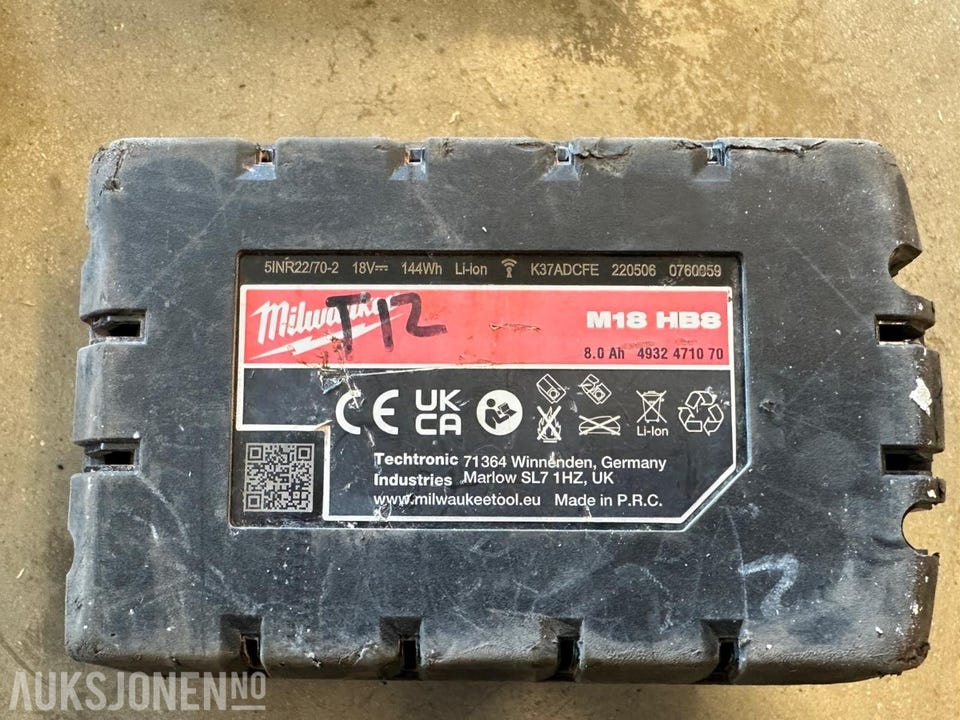 5INR22/70-2 18V⎓ 144Wh Li-Ion K37ADCFE 220506 0760059
Milwaukee T12 M18 HB8
8.0 Ah 4932 4710 70
CE UK
CA
Li-Ion
Techtronic 71364 Winnenden, Germany
Industries Marlow SL7 1HZ, UK
www.milwaukeetool.eu Made in P.R.C.
2
AUKSJONEN.NO